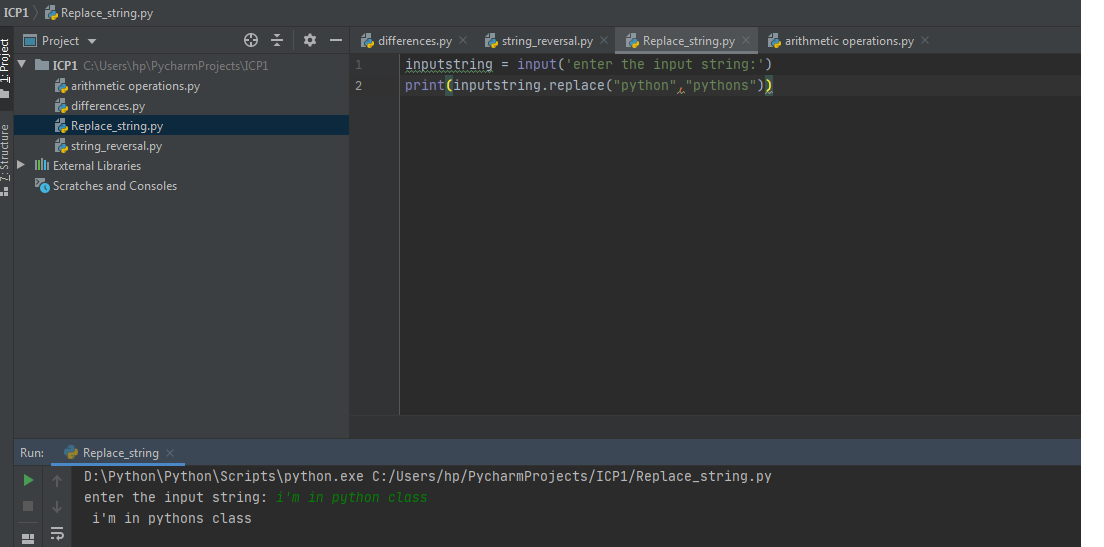 ICP1 Replace_string.py
Project
differences.py
string_reversal.py
Replace_string.py
arithmetic operations.py
1: Project
7: Structure
ICP1 C:\Users\hp\PycharmProjects\ICP1
arithmetic operations.py
differences.py
Replace_string.py
string_reversal.py
External Libraries
Scratches and Consoles
1 inputstring = input('enter the input string:')
2 print(inputstring.replace("python","pythons"))
Run: Replace_string
D:\Python\Python\Scripts\python.exe C:/Users/hp/PycharmProjects/ICP1/Replace_string.py
enter the input string: i'm in python class
i'm in pythons class